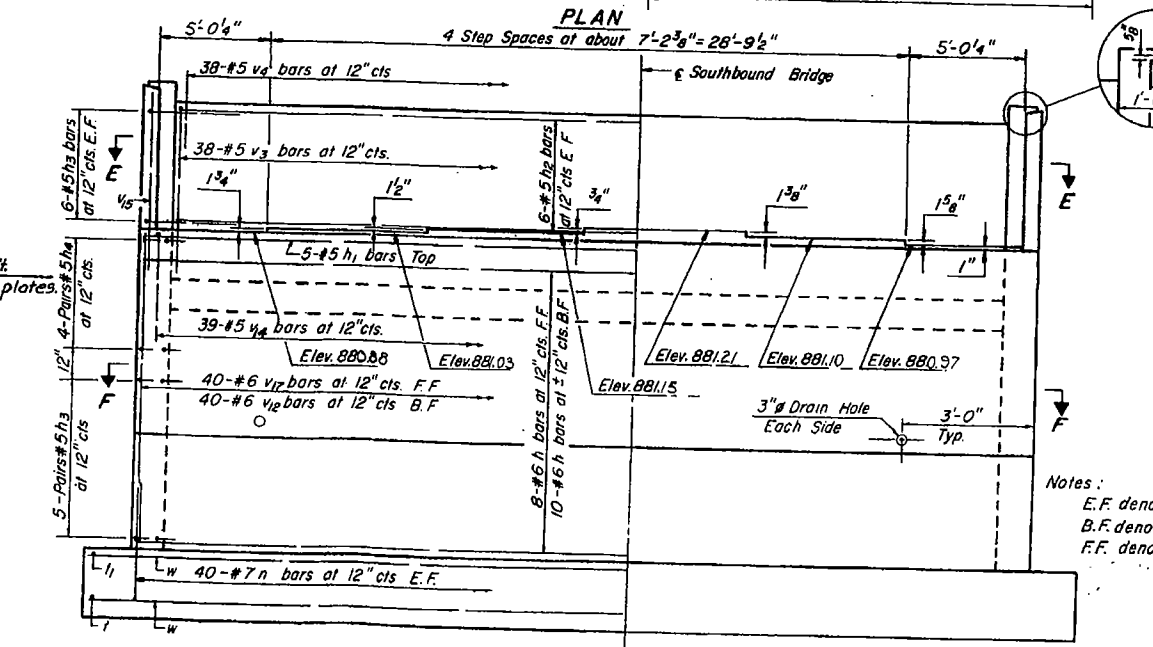 PLAN
5'-0¼"
4 Step Spaces at about 7'-2⅜" = 28'-9½"
5'-0¼"
⅝"
38-#5 v4 bars at 12" cts
℄ Southbound Bridge
1'-
6-#5 h3 bars
at 12" cts. E.F.
E
38-#5 v3 bars at 12" cts.
6-#5 h2 bars
at 12" cts E F
E
v15
1¾"
1½"
¾"
1⅜"
1⅝"
5-#5 h1 bars Top
1"
plates.
4-Pairs #5 h4
at 12" cts.
39-#5 v14 bars at 12" cts.
Elev. 880.88
Elev. 881.03
Elev. 881.15
Elev. 881.21
Elev. 881.10
Elev. 880.97
12"
F
40-#6 v17 bars at 12" cts. F.F
40-#6 v12 bars at 12" cts B.F
8-#6 h bars at 12" cts. F.F
10-#6 h bars at ±12" cts. B.F
3"ø Drain Hole
Each Side
3'-0"
Typ.
F
5-Pairs #5 h3
at 12" cts
Notes :
E.F. deno
B.F. deno
F.F. deno
t1
w
40-#7 n bars at 12" cts E.F.
t
w